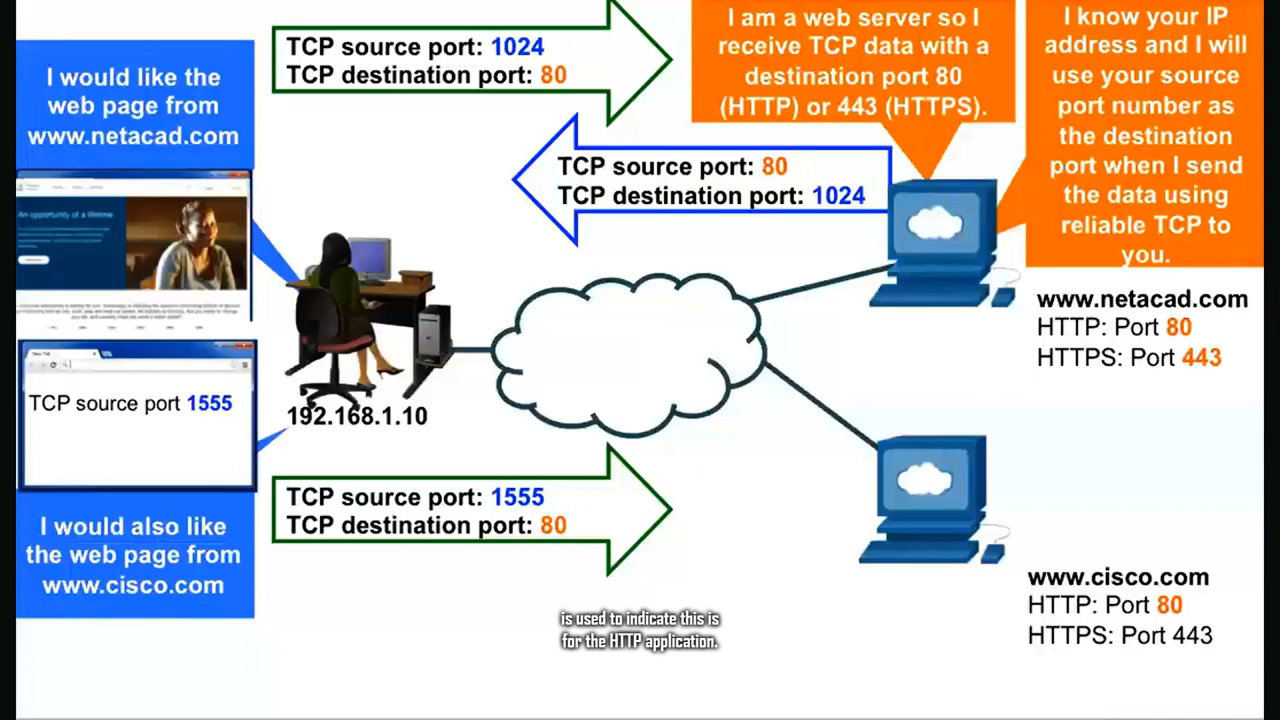 I would like the
web page from
www.netacad.com
TCP source port: 1024
TCP destination port: 80
I am a web server so I
receive TCP data with a
destination port 80
(HTTP) or 443 (HTTPS).
I know your IP
address and I will
use your source
port number as
the destination
port when I send
the data using
reliable TCP to
you.
TCP source port: 80
TCP destination port: 1024
An opportunity of a lifetime
www.netacad.com
HTTP: Port 80
HTTPS: Port 443
TCP source port 1555
192.168.1.10
TCP source port: 1555
TCP destination port: 80
I would also like
the web page from
www.cisco.com
www.cisco.com
HTTP: Port 80
HTTPS: Port 443
is used to indicate this is
for the HTTP application.